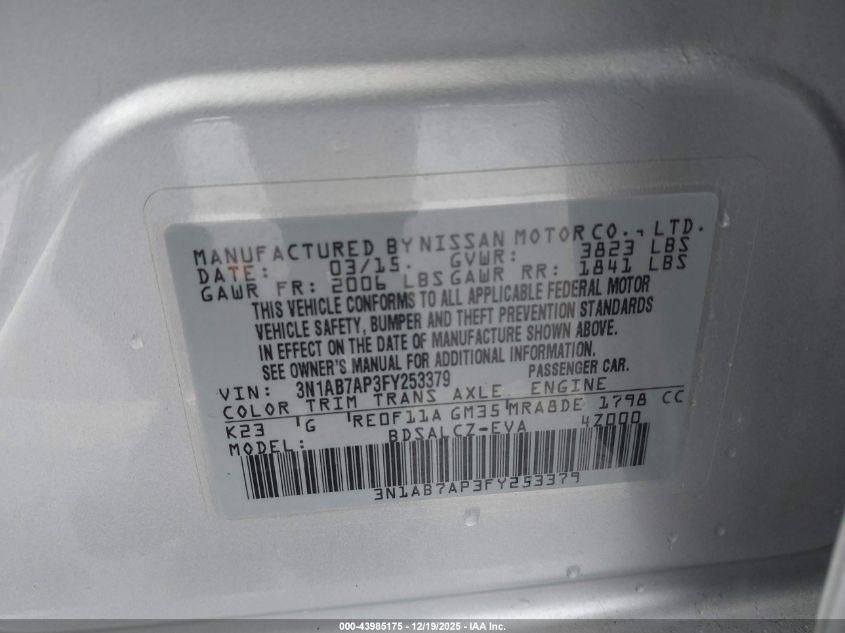 MANUFACTURED BY NISSAN MOTOR CO., LTD.
DATE: 03/15. GVWR: 3823 LBS
GAWR FR: 2006 LBS GAWR RR: 1841 LBS
THIS VEHICLE CONFORMS TO ALL APPLICABLE FEDERAL MOTOR
VEHICLE SAFETY, BUMPER AND THEFT PREVENTION STANDARDS
IN EFFECT ON THE DATE OF MANUFACTURE SHOWN ABOVE.
SEE OWNER'S MANUAL FOR ADDITIONAL INFORMATION.
VIN: 3N1AB7AP3FY253379 PASSENGER CAR.
COLOR TRIM TRANS AXLE ENGINE
K23 G RE0F11A GM35 MRA8DE 1798 CC
MODEL: BDSALCZ-EVA 4Z000
3N1AB7AP3FY253379
000-43985175 - 12/19/2025 - IAA Inc.